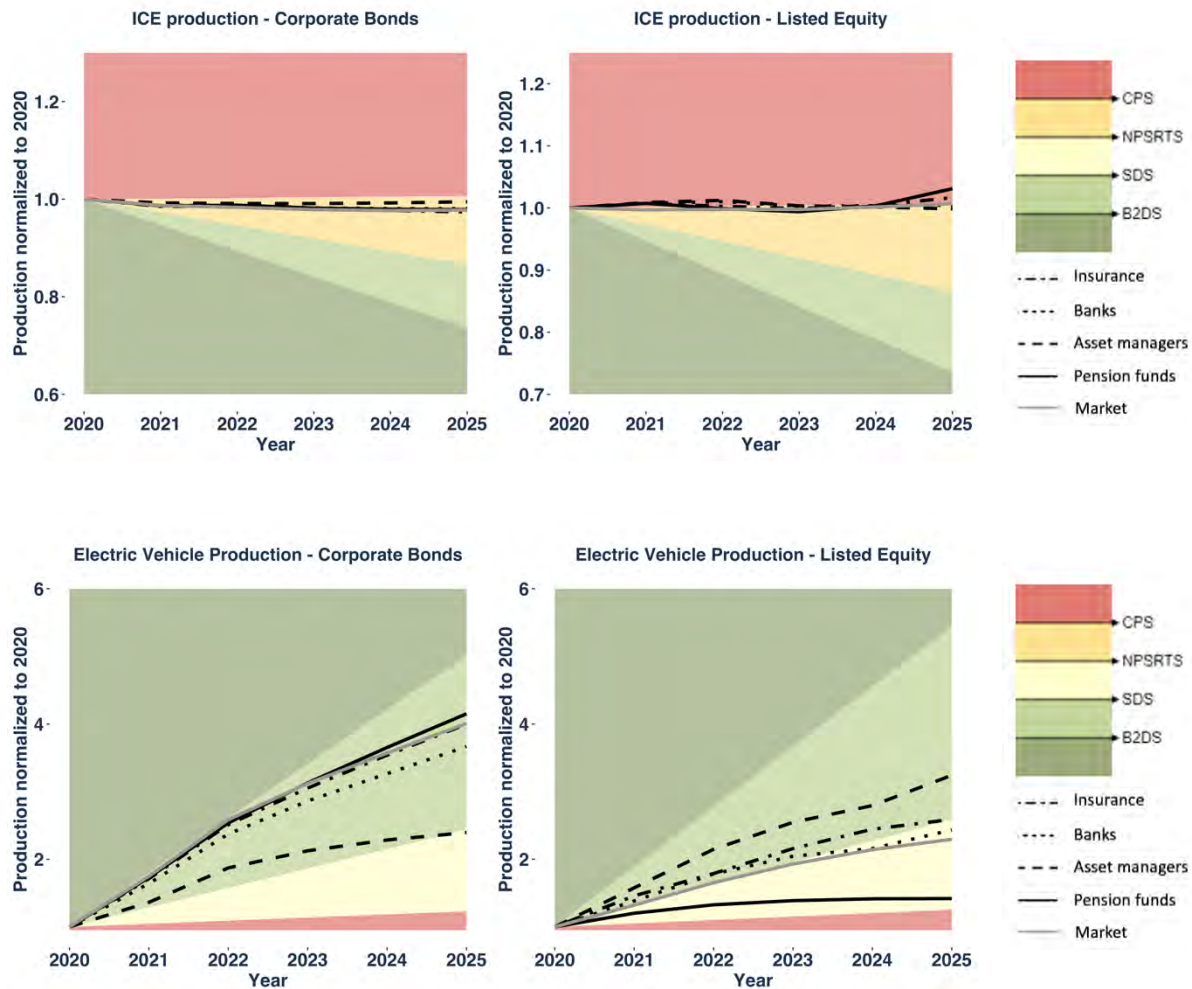 ICE production - Corporate Bonds
Production normalized to 2020
1.2
1.0
0.8
0.6
2020 2021 2022 2023 2024 2025
Year
ICE production - Listed Equity
Production normalized to 2020
1.2
1.1
1.0
0.9
0.8
0.7
2020 2021 2022 2023 2024 2025
Year
CPS
NPSRTS
SDS
B2DS
Insurance
Banks
Asset managers
Pension funds
Market
Electric Vehicle Production - Corporate Bonds
Production normalized to 2020
6
4
2
2020 2021 2022 2023 2024 2025
Year
Electric Vehicle Production - Listed Equity
Production normalized to 2020
6
4
2
2020 2021 2022 2023 2024 2025
Year
CPS
NPSRTS
SDS
B2DS
Insurance
Banks
Asset managers
Pension funds
Market